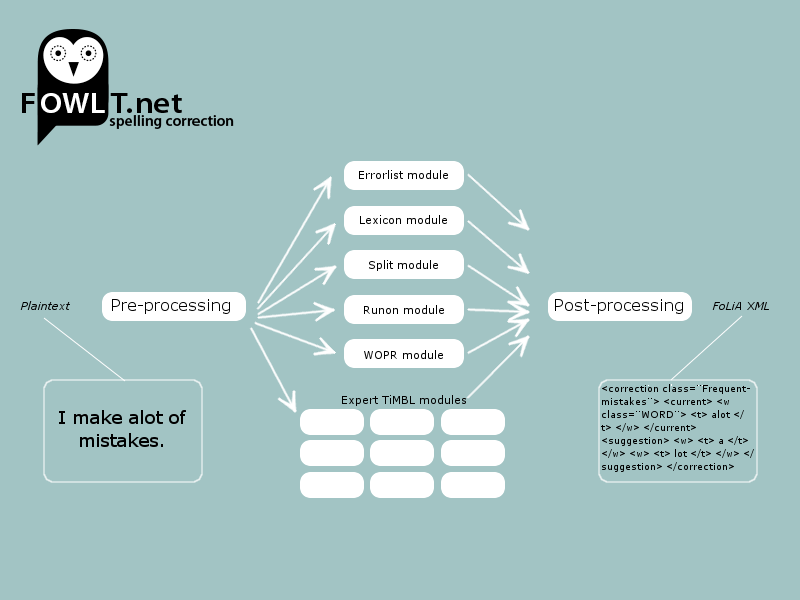 FOWLT.net
spelling correction
Errorlist module
Lexicon module
Split module
Plaintext
Pre-processing
Runon module
Post-processing
FoLiA XML
WOPR module
Expert TiMBL modules
I make alot of
mistakes.
<correction class="Frequent-
mistakes"> <current> <w
class="WORD"> <t> alot </
t> </w> </current>
<suggestion> <w> <t> a </t>
</w> <w> <t> lot </t> </w> </
suggestion> </correction>